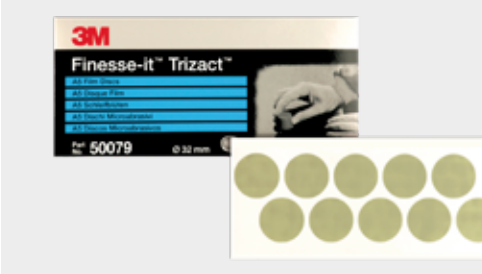 3M
Finesse-it™ Trizact™
A5 Film Discs
A5 Disque Film
A5 Schleifblüten
A5 Dischi Microabrasivi
A5 Discos Microabrasivos
Part No. 50079 Ø 32 mm